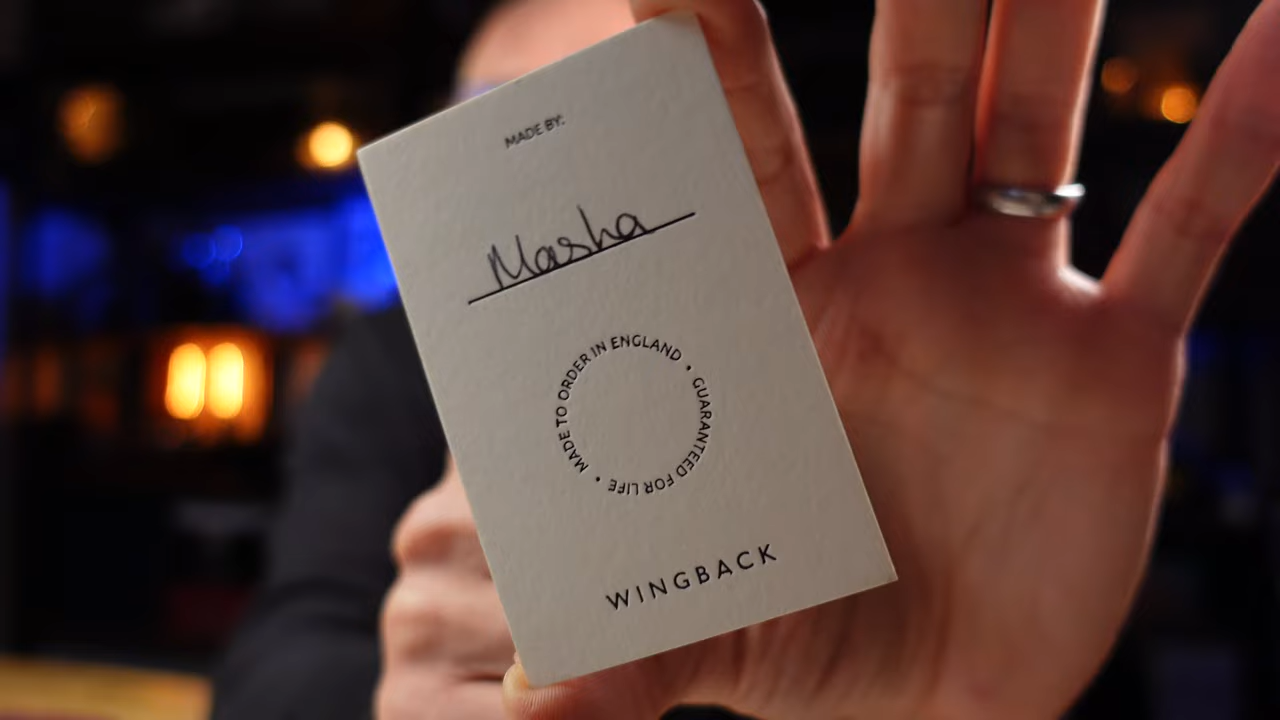 MADE BY:
Masha
MADE TO ORDER IN ENGLAND • GUARANTEED FOR LIFE •
WINGBACK